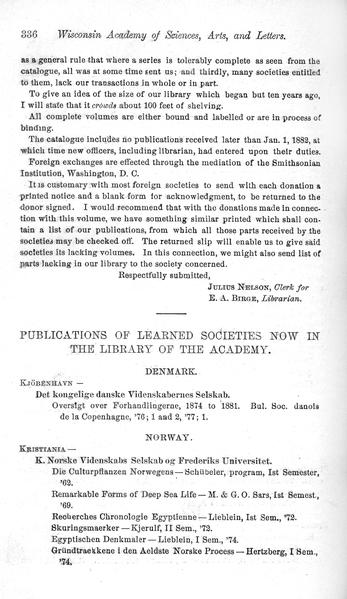 336 Wisconsin Academy of Sciences, Arts, and Letters.
as a general rule that where a series is tolerably complete as seen from the
catalogue, all was at some time sent us; and thirdly, many societies entitled
to them, lack our transactions in whole or in part.
To give an idea of the size of our library which began but ten years ago,
I will state that it crowds about 100 feet of shelving.
All complete volumes are either bound and labelled or are in process of
binding.
The catalogue includes no publications received later than Jan. 1, 1882, at
which time new officers, including librarian, had entered upon their duties.
Foreign exchanges are effected through the mediation of the Smithsonian
Institution, Washington, D. C.
It is customary with most foreign societies to send with each donation a
printed notice and a blank form for acknowledgment, to be returned to the
donor signed. I would recommend that with the donations made in connec-
tion with this volume, we have something similar printed which shall con-
tain a list of our publications, from which all those parts received by the
societies may be checked off. The returned slip will enable us to give said
societies its lacking volumes. In this connection, we might also send list of
parts lacking in our library to the society concerned.
Respectfully submitted,
JULIUS NELSON, Clerk for
E. A. BIRGE, Librarian.
PUBLICATIONS OF LEARNED SOCIETIES NOW IN
THE LIBRARY OF THE ACADEMY.
DENMARK.
KJÖBENHAVN —
Det kongelige danske Videnskabernes Selskab.
Oversigt over Forhandlingerne, 1874 to 1881. Bul. Soc. danois
de la Copenhagne, '76; 1 and 2, '77; 1.
NORWAY.
KRISTIANIA —
K. Norske Videnskabs Selskab og Frederiks Universitet.
Die Culturpflanzen Norwegens — Schübeler, program, Ist Semester,
'62.
Remarkable Forms of Deep Sea Life — M. & G. O. Sars, Ist Semest.,
'69.
Recherches Chronologie Egyptienne — Lieblein, Ist Sem., '72.
Skuringsmaerker — Kjerulf, II Sem., '72.
Egyptischen Denkmaler — Lieblein, I Sem., '74.
Gründtraekkene i den Aeldste Norske Process — Hertzberg, I Sem.,
'74.